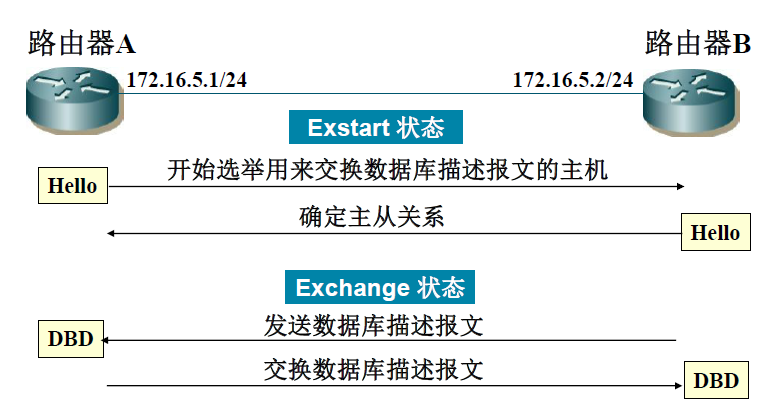 路由器A
路由器B
172.16.5.1/24
172.16.5.2/24
Exstart 状态
开始选举用来交换数据库描述报文的主机
Hello
确定主从关系
Hello
Exchange 状态
发送数据库描述报文
DBD
交换数据库描述报文
DBD